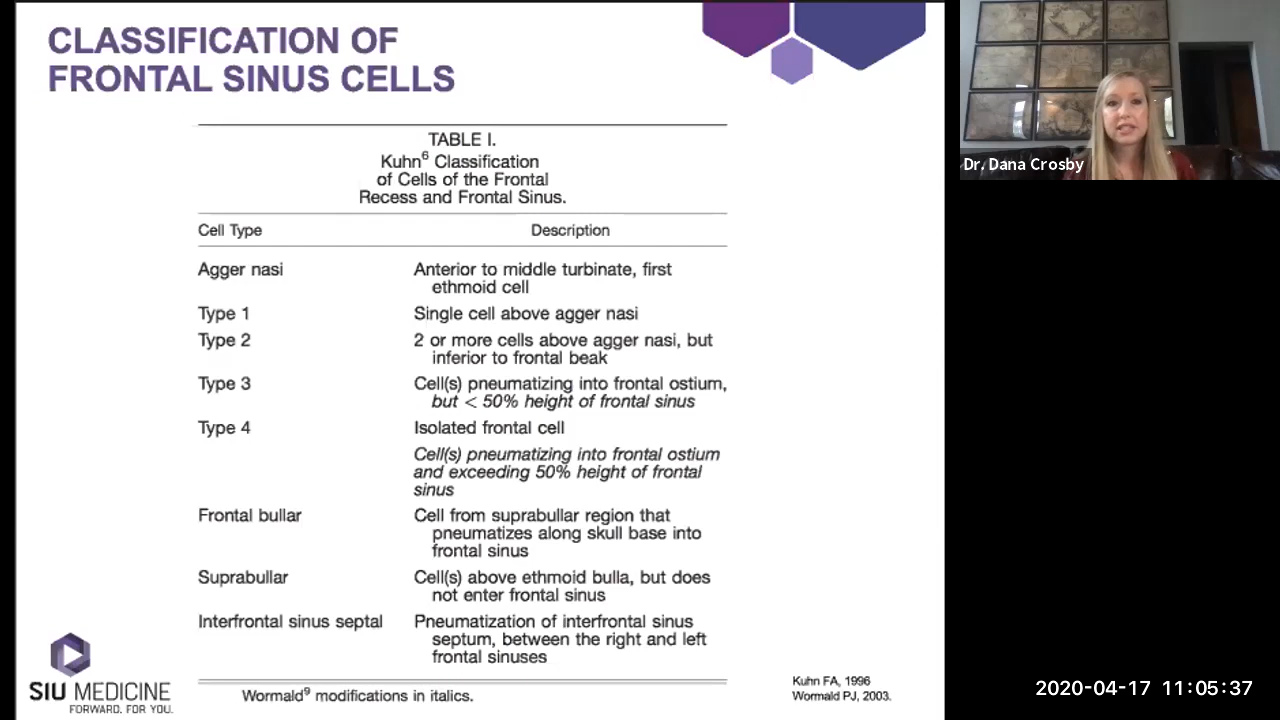 CLASSIFICATION OF
FRONTAL SINUS CELLS
TABLE I.
Kuhn6 Classification
of Cells of the Frontal
Recess and Frontal Sinus.
Cell Type Description
Agger nasi Anterior to middle turbinate, first
ethmoid cell
Type 1 Single cell above agger nasi
Type 2 2 or more cells above agger nasi, but
inferior to frontal beak
Type 3 Cell(s) pneumatizing into frontal ostium,
but < 50% height of frontal sinus
Type 4 Isolated frontal cell
Cell(s) pneumatizing into frontal ostium
and exceeding 50% height of frontal
sinus
Frontal bullar Cell from suprabullar region that
pneumatizes along skull base into
frontal sinus
Suprabullar Cell(s) above ethmoid bulla, but does
not enter frontal sinus
Interfrontal sinus septal Pneumatization of interfrontal sinus
septum, between the right and left
frontal sinuses
Wormald9 modifications in italics.
Kuhn FA, 1996
Wormald PJ, 2003.
SIU MEDICINE
FORWARD. FOR YOU.
Dr. Dana Crosby
2020-04-17 11:05:37